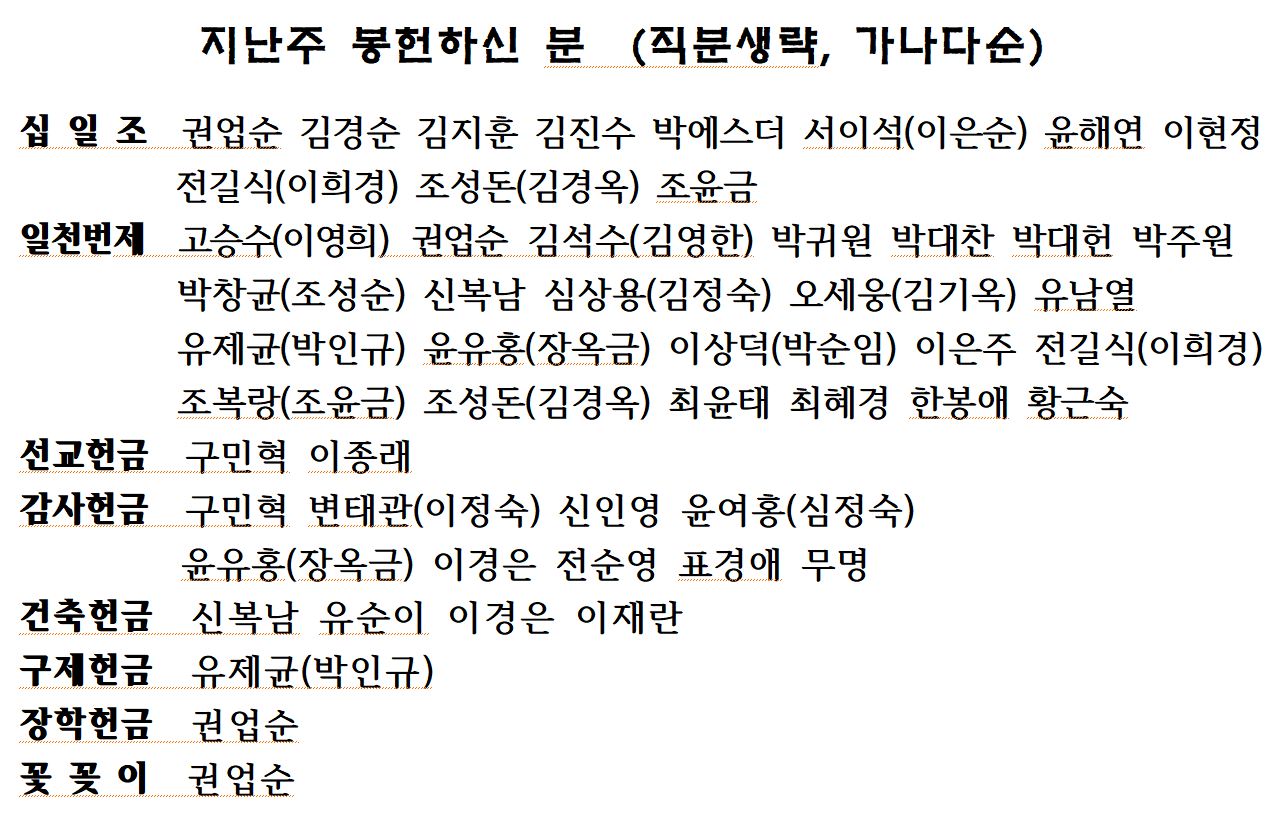 지난주 봉헌하신 분 (직분생략, 가나다순)
십 일 조 권업순 김경순 김지훈 김진수 박에스더 서이석(이은순) 윤해연 이현정
전길식(이희경) 조성돈(김경옥) 조윤금
일천번제 고승수(이영희) 권업순 김석수(김영한) 박귀원 박대찬 박대헌 박주원
박창균(조성순) 신복남 심상용(김정숙) 오세웅(김기옥) 유남열
유제균(박인규) 윤유홍(장옥금) 이상덕(박순임) 이은주 전길식(이희경)
조복랑(조윤금) 조성돈(김경옥) 최윤태 최혜경 한봉애 황근숙
선교헌금 구민혁 이종래
감사헌금 구민혁 변태관(이정숙) 신인영 윤여홍(심정숙)
윤유홍(장옥금) 이경은 전순영 표경애 무명
건축헌금 신복남 유순이 이경은 이재란
구제헌금 유제균(박인규)
장학헌금 권업순
꽃 꽂 이 권업순